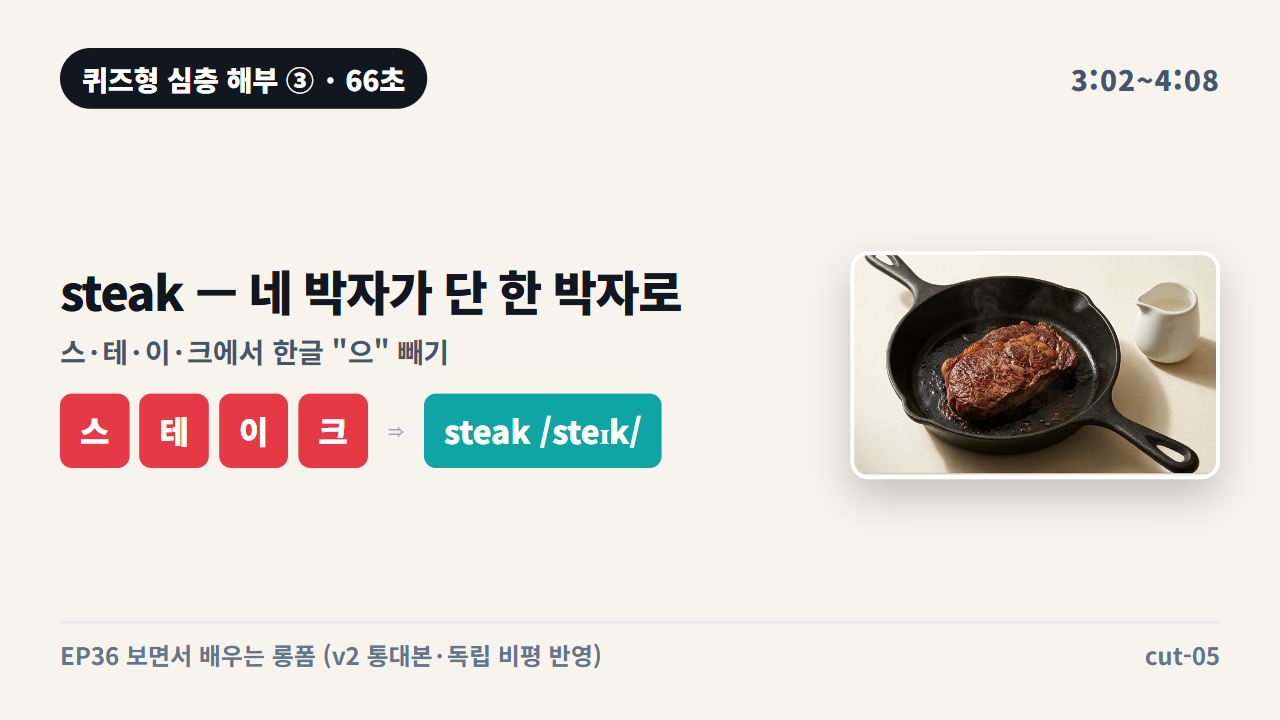 퀴즈형 심층 해부 ③ · 66초
3:02~4:08
steak — 네 박자가 단 한 박자로
스·테·이·크에서 한글 "으" 빼기
스 테 이 크 ⇒ steak /steɪk/
EP36 보면서 배우는 롱폼 (v2 통대본·독립 비평 반영)
cut-05